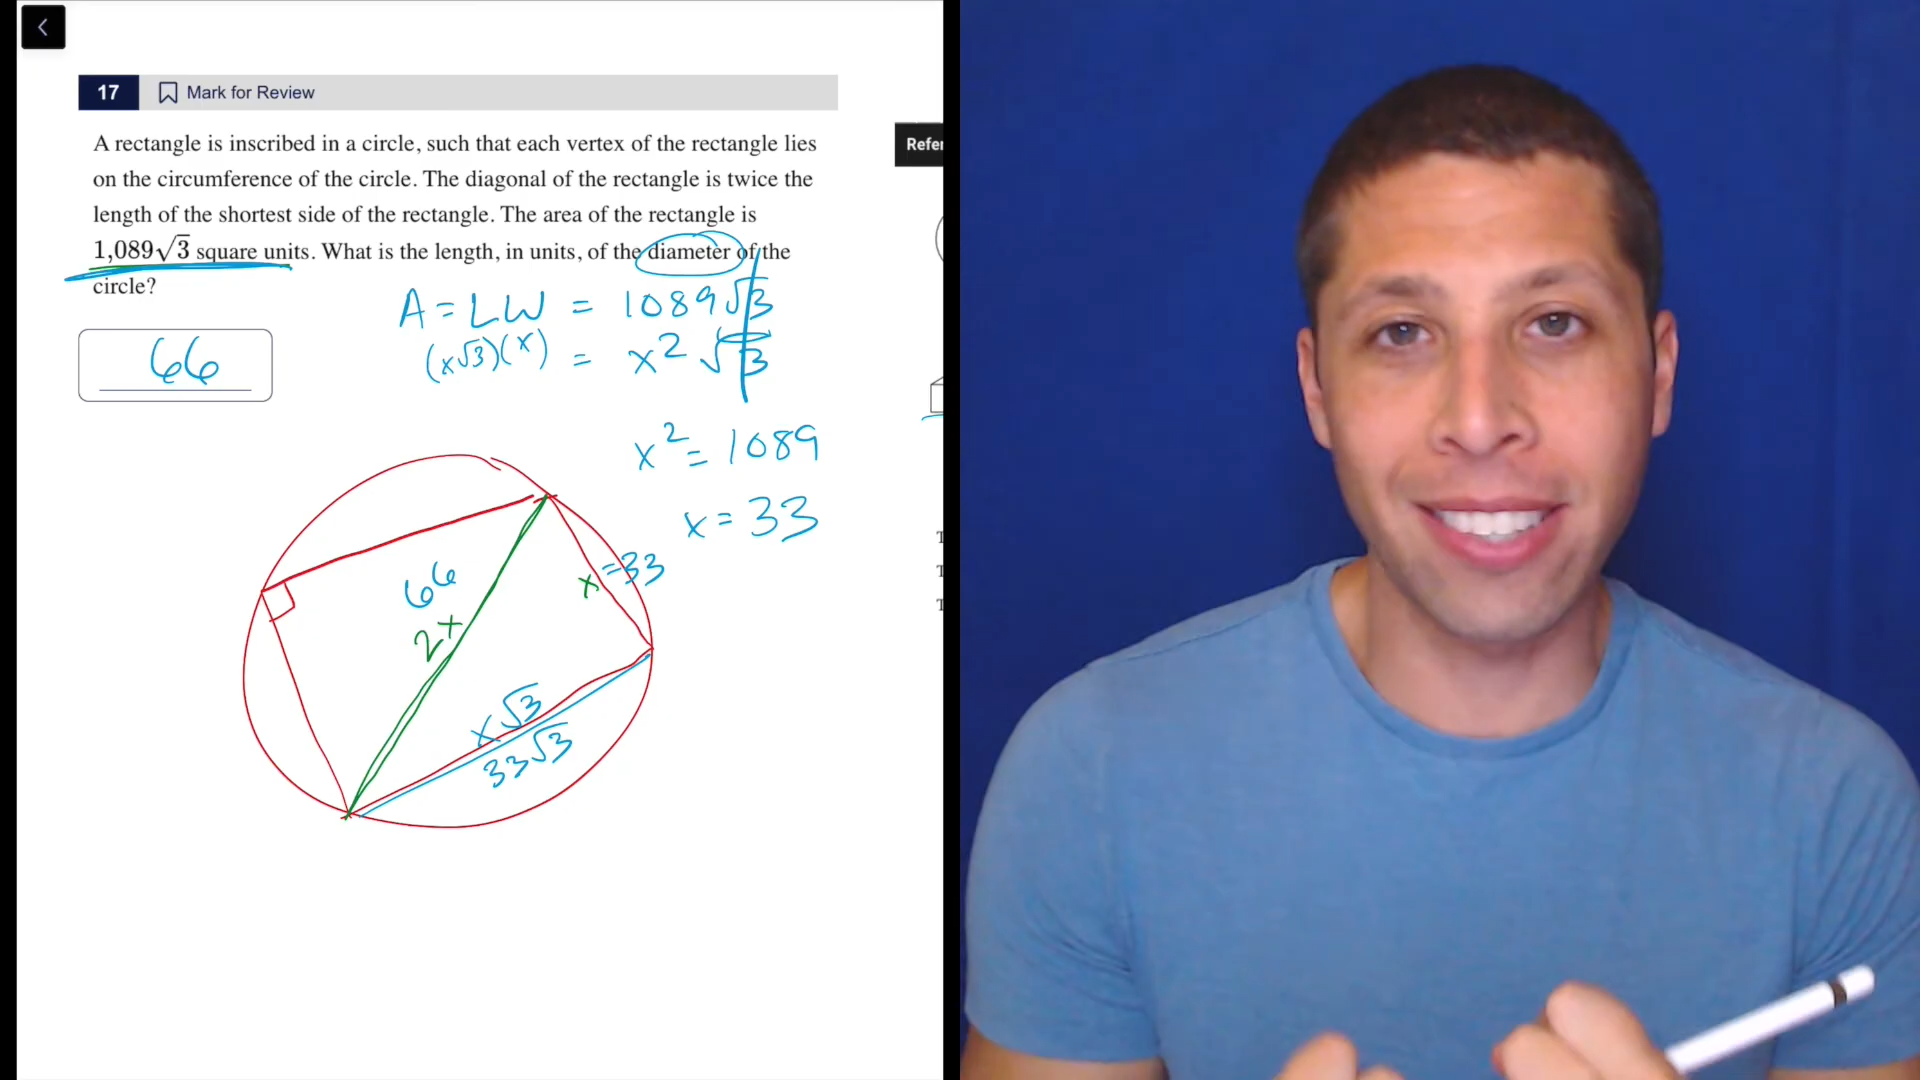 17 Mark for Review
A rectangle is inscribed in a circle, such that each vertex of the rectangle lies
on the circumference of the circle. The diagonal of the rectangle is twice the
length of the shortest side of the rectangle. The area of the rectangle is
1,089√3 square units. What is the length, in units, of the diameter of the
circle?
Refer
A = LW = 1089√3
(x√3)(x) = x² √3
66
x² = 1089
x = 33
x = 33
66
2x
x√3
33√3